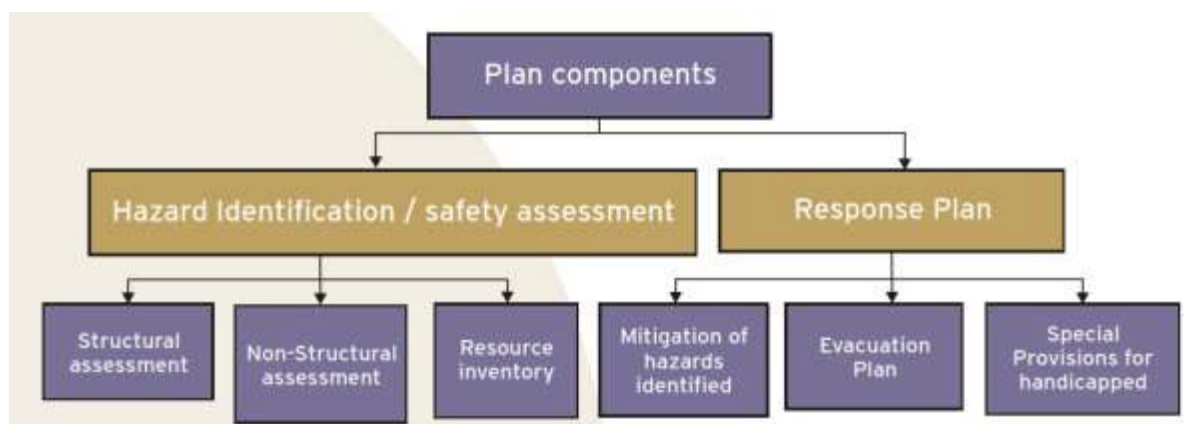 Plan components
Hazard Identification / safety assessment
Response Plan
Structural
assessment
Non-Structural
assessment
Resource
inventory
Mitigation of
hazards
identified
Evacuation
Plan
Special
Provisions for
handicapped